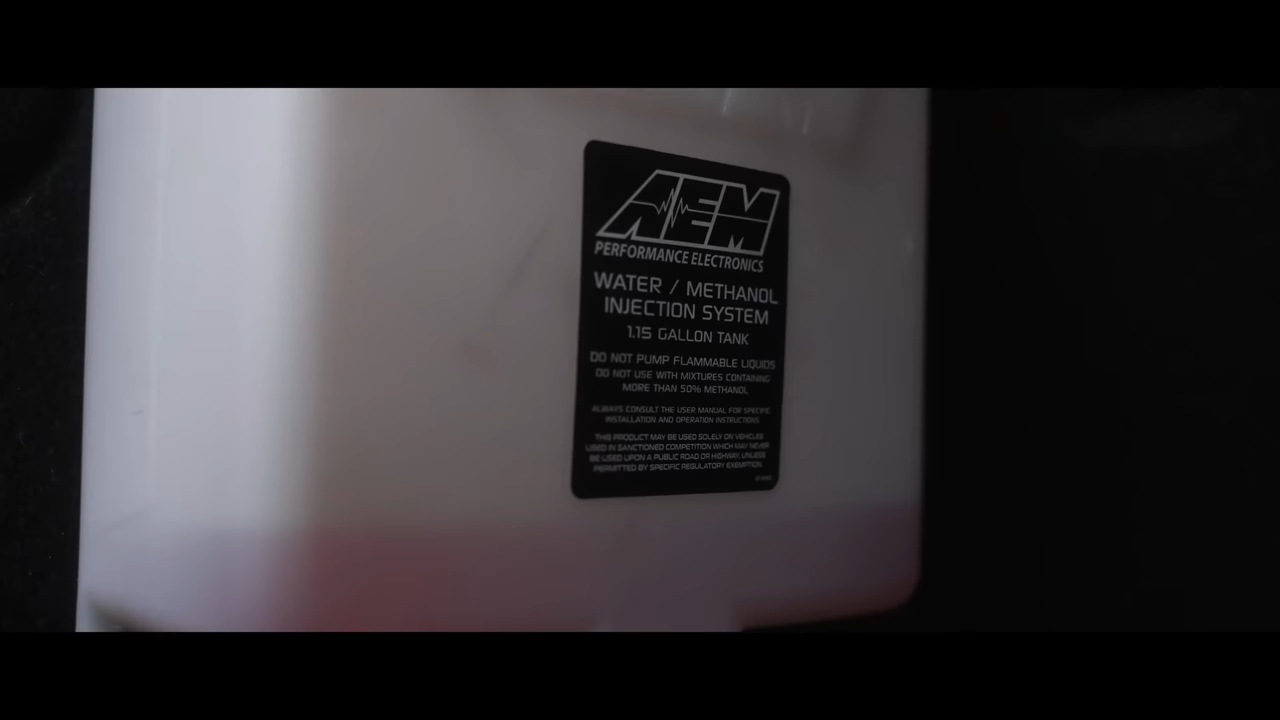 AEM
PERFORMANCE ELECTRONICS
WATER / METHANOL
INJECTION SYSTEM
1.15 GALLON TANK
DO NOT PUMP FLAMMABLE LIQUIDS
DO NOT USE WITH MIXTURES CONTAINING
MORE THAN 50% METHANOL
ALWAYS CONSULT THE USER MANUAL FOR SPECIFIC
INSTALLATION AND OPERATION INSTRUCTIONS
THIS PRODUCT MAY BE USED SOLELY ON VEHICLES
USED IN SANCTIONED COMPETITION WHICH MAY NEVER
BE USED UPON A PUBLIC ROAD OR HIGHWAY, UNLESS
PERMITTED BY SPECIFIC REGULATORY EXEMPTION